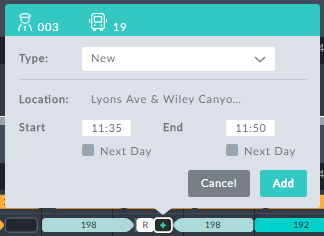 003 19
Type: New
Location: Lyons Ave & Wiley Canyo...
Start 11:35 End 11:50
Next Day Next Day
Cancel Add
198 R + 198 192